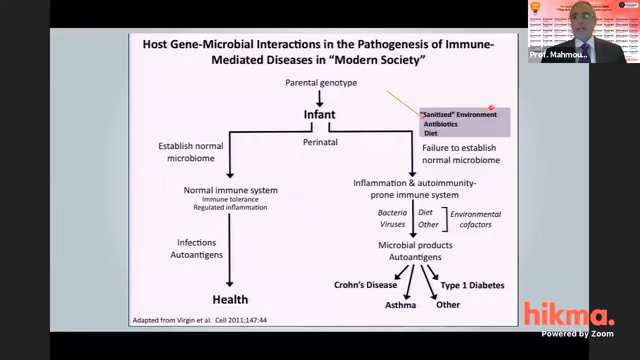 Host Gene-Microbial Interactions in the Pathogenesis of Immune-
Mediated Diseases in "Modern Society"
Parental genotype
Infant
Perinatal
"Sanitized" Environment
Antibiotics
Diet
Establish normal
microbiome
Failure to establish
normal microbiome
Normal immune system
Immune tolerance
Regulated inflammation
Inflammation & autoimmunity-
prone immune system
Bacteria
Viruses
Diet
Other
Environmental
cofactors
Infections
Autoantigens
Microbial products
Autoantigens
Health
Crohn's Disease
Type 1 Diabetes
Asthma
Other
Adapted from Virgin et al. Cell 2011;147:44
Prof. Mahmou...
hikma.
Powered by Zoom